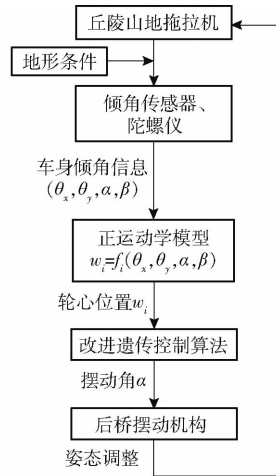 丘陵山地拖拉机
地形条件
倾角传感器、
陀螺仪
车身倾角信息
(θx,θy,α,β)
正运动学模型
wi=fi(θx,θy,α,β)
轮心位置wi
改进遗传控制算法
摆动角α
后桥摆动机构
姿态调整